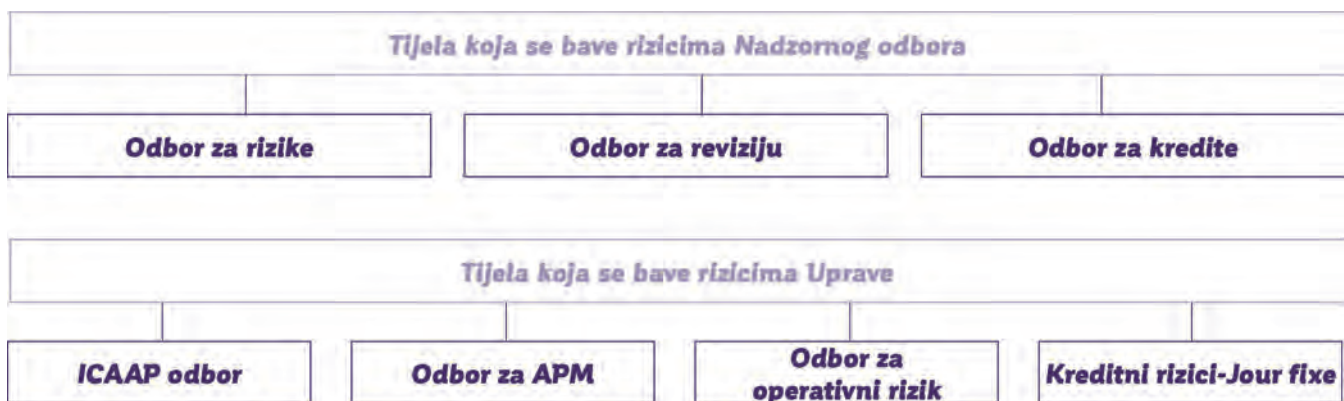 Tijela koja se bave rizicima Nadzornog odbora
Odbor za rizike
Odbor za reviziju
Odbor za kredite
Tijela koja se bave rizicima Uprave
ICAAP odbor
Odbor za APM
Odbor za
operativni rizik
Kreditni rizici-Jour fixe